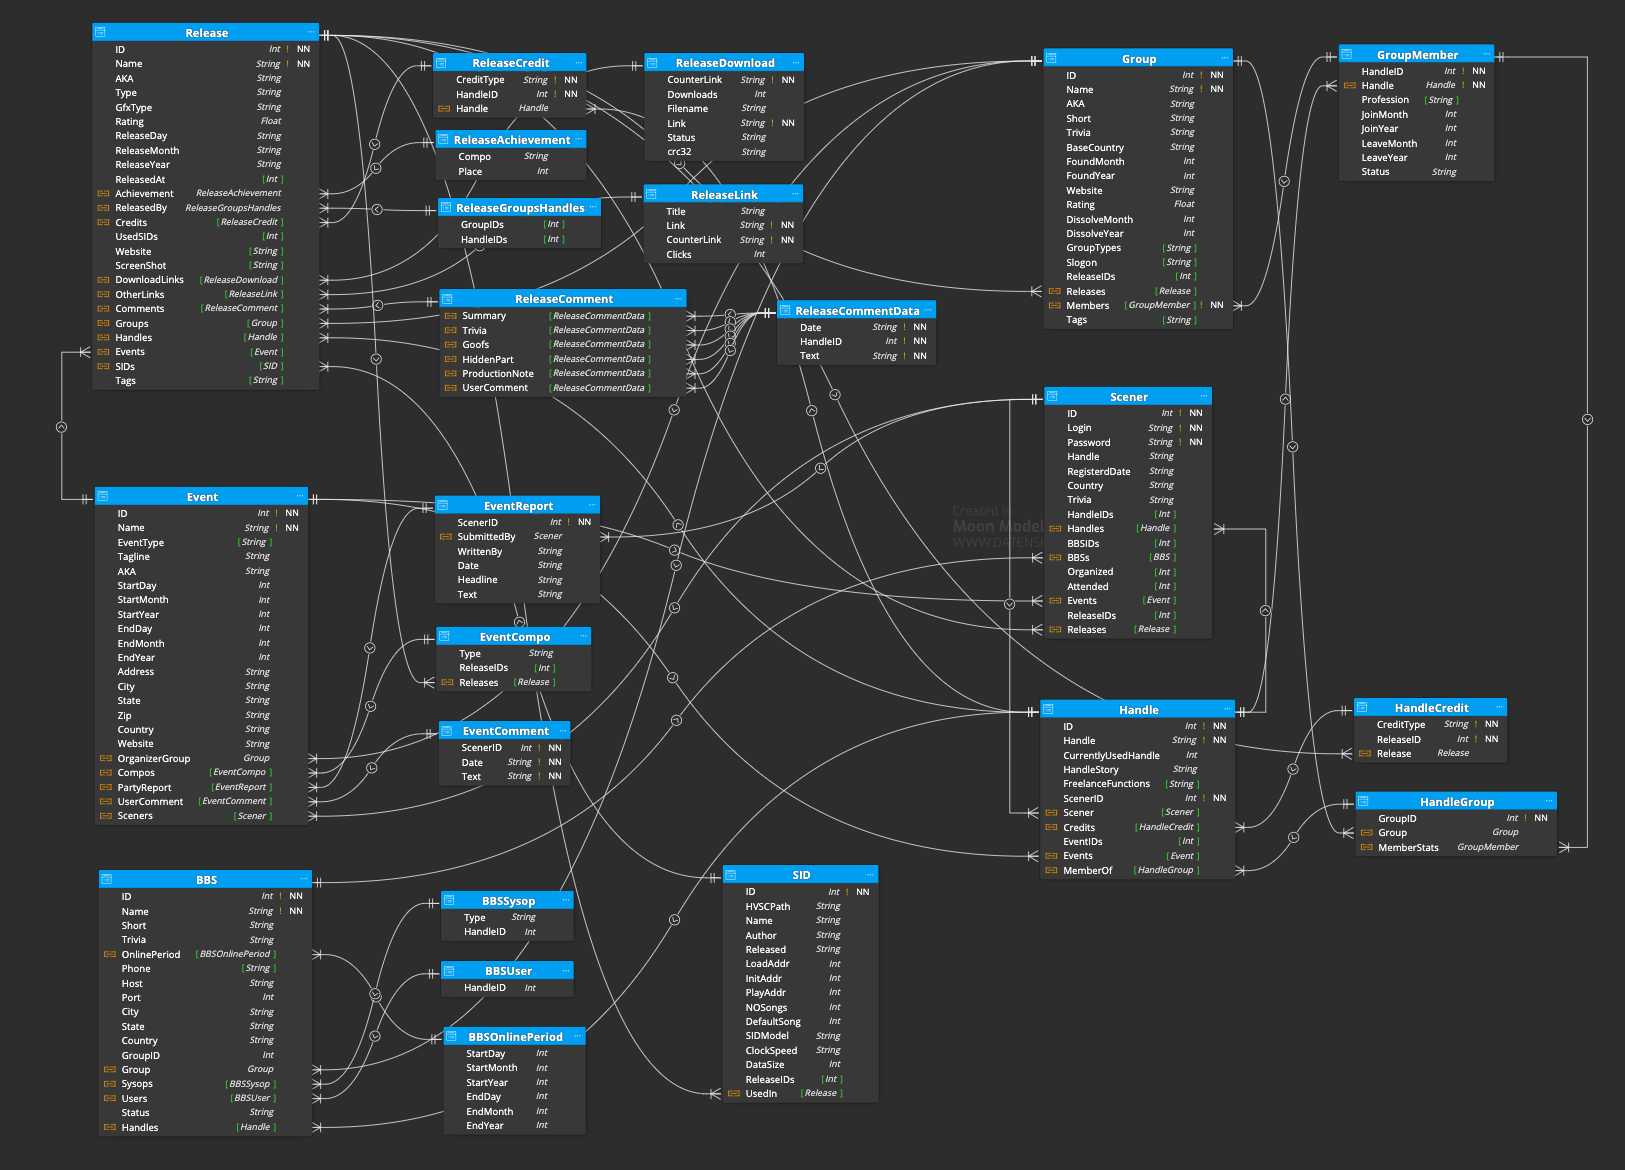 Release
ID Int ! NN
Name String ! NN
AKA String
Type String
GfxType String
Rating Float
ReleaseDay String
ReleaseMonth String
ReleaseYear String
ReleasedAt [ Int ]
Achievement ReleaseAchievement
ReleasedBy ReleaseGroupsHandles
Credits [ ReleaseCredit ]
UsedSIDs [ Int ]
Website [ String ]
ScreenShot [ String ]
DownloadLinks [ ReleaseDownload ]
OtherLinks [ ReleaseLink ]
Comments [ ReleaseComment ]
Groups [ Group ]
Handles [ Handle ]
Events [ Event ]
SIDs [ SID ]
Tags [ String ]
ReleaseCredit
CreditType String ! NN
HandleID Int ! NN
Handle Handle
ReleaseAchievement
Compo String
Place Int
ReleaseGroupsHandles
GroupIDs [ Int ]
HandleIDs [ Int ]
ReleaseComment
Summary [ ReleaseCommentData ]
Trivia [ ReleaseCommentData ]
Goofs [ ReleaseCommentData ]
HiddenPart [ ReleaseCommentData ]
ProductionNote [ ReleaseCommentData ]
UserComment [ ReleaseCommentData ]
ReleaseDownload
CounterLink String ! NN
Downloads Int
Filename String
Link String ! NN
Status String
crc32 String
ReleaseLink
Title String
Link String ! NN
CounterLink String ! NN
Clicks Int
ReleaseCommentData
Date String ! NN
HandleID Int ! NN
Text String ! NN
Group
ID Int ! NN
Name String ! NN
AKA String
Short String
Trivia String
BaseCountry String
FoundMonth Int
FoundYear Int
Website String
Rating Float
DissolveMonth Int
DissolveYear Int
GroupTypes [ String ]
Slogon [ String ]
ReleaseIDs [ Int ]
Releases [ Release ]
Members [ GroupMember ] ! NN
Tags [ String ]
GroupMember
HandleID Int ! NN
Handle Handle ! NN
Profession [ String ]
JoinMonth Int
JoinYear Int
LeaveMonth Int
LeaveYear Int
Status String
Scener
ID Int ! NN
Login String ! NN
Password String ! NN
Handle String
RegisterdDate String
Country String
Trivia String
HandleIDs [ Int ]
Handles [ Handle ]
BBSIDs [ Int ]
BBSs [ BBS ]
Organized [ Int ]
Attended [ Int ]
Events [ Event ]
ReleaseIDs [ Int ]
Releases [ Release ]
Created in
Moon Model
WWW.DATENSE
Event
ID Int ! NN
Name String ! NN
EventType [ String ]
Tagline String
AKA String
StartDay Int
StartMonth Int
StartYear Int
EndDay Int
EndMonth Int
EndYear Int
Address String
City String
State String
Zip String
Country String
Website String
OrganizerGroup Group
Compos [ EventCompo ]
PartyReport [ EventReport ]
UserComment [ EventComment ]
Sceners [ Scener ]
EventReport
ScenerID Int ! NN
SubmittedBy Scener
WrittenBy String
Date String
Headline String
Text String
EventCompo
Type String
ReleaseIDs [ Int ]
Releases [ Release ]
EventComment
ScenerID Int ! NN
Date String ! NN
Text String ! NN
Handle
ID Int ! NN
Handle String ! NN
CurrentlyUsedHandle Int
HandleStory String
FreelanceFunctions [ String ]
ScenerID Int ! NN
Scener [ Scener ]
Credits [ HandleCredit ]
EventIDs [ Int ]
Events [ Event ]
MemberOf [ HandleGroup ]
HandleCredit
CreditType String ! NN
ReleaseID Int ! NN
Release Release
HandleGroup
GroupID Int ! NN
Group Group
MemberStats GroupMember
BBS
ID Int ! NN
Name String ! NN
Short String
Trivia String
OnlinePeriod [ BBSOnlinePeriod ]
Phone [ String ]
Host String
Port Int
City String
State String
Country String
GroupID Int
Group Group
Sysops [ BBSSysop ]
Users [ BBSUser ]
Status String
Handles [ Handle ]
BBSSysop
Type String
HandleID Int
BBSUser
HandleID Int
BBSOnlinePeriod
StartDay Int
StartMonth Int
StartYear Int
EndDay Int
EndMonth Int
EndYear Int
SID
ID Int ! NN
HVSCPath String
Name String
Author String
Released String
LoadAddr Int
InitAddr Int
PlayAddr Int
NOSongs Int
DefaultSong Int
SIDModel String
ClockSpeed String
DataSize Int
ReleaseIDs [ Int ]
UsedIn [ Release ]